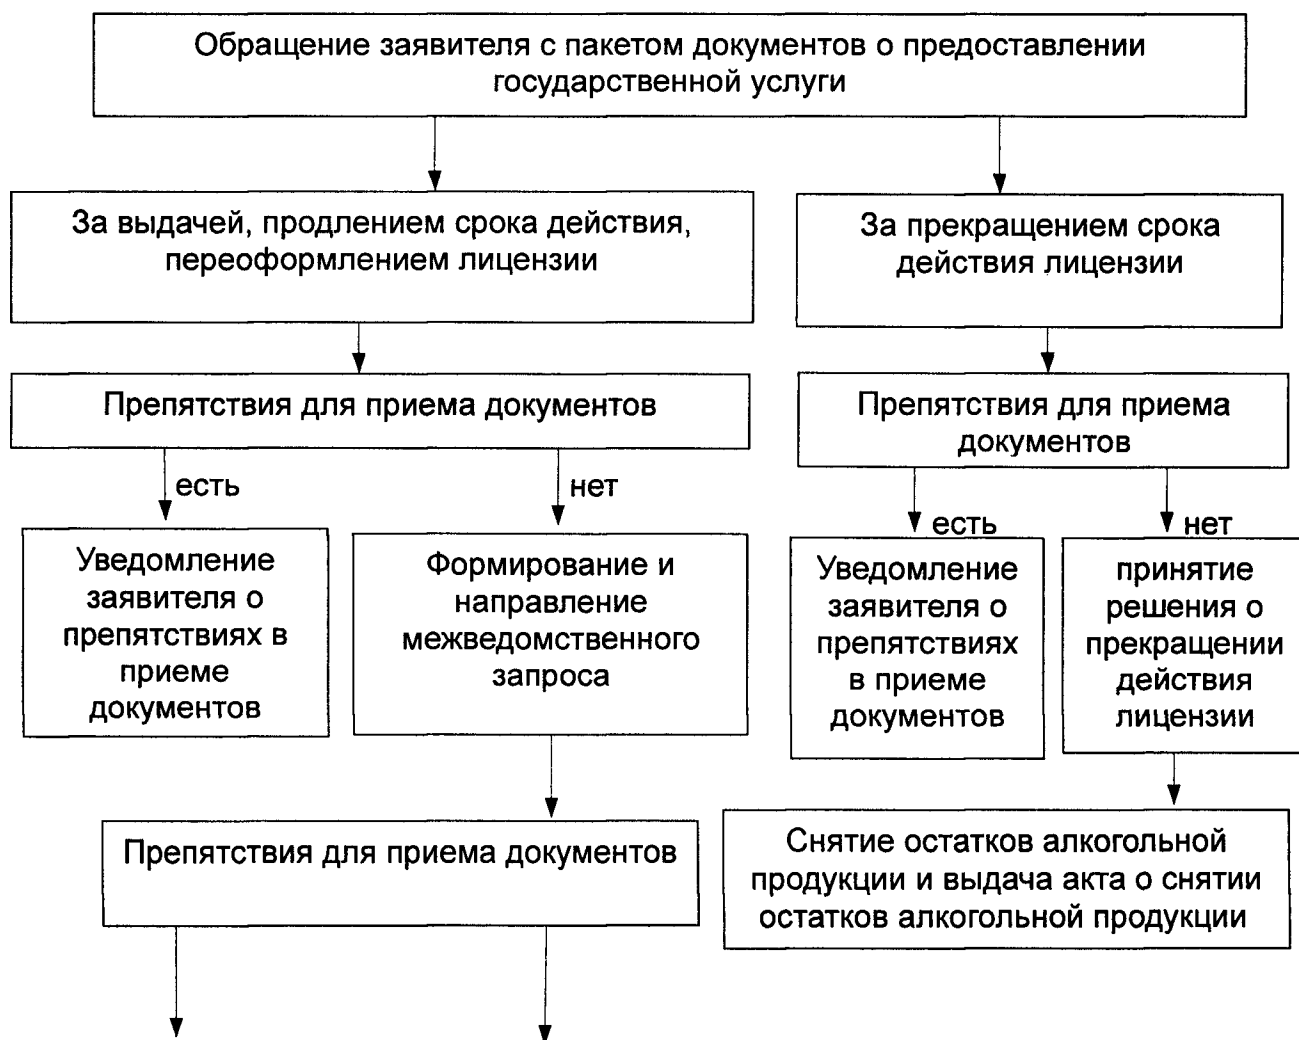 Обращение заявителя с пакетом документов о предоставлении
государственной услуги
За выдачей, продлением срока действия,
переоформлением лицензии
За прекращением срока
действия лицензии
Препятствия для приема документов
Препятствия для приема
документов
есть
нет
есть
нет
Уведомление
заявителя о
препятствиях в
приеме
документов
Формирование и
направление
межведомственного
запроса
Уведомление
заявителя о
препятствиях
в приеме
документов
принятие
решения о
прекращении
действия
лицензии
Препятствия для приема документов
Снятие остатков алкогольной
продукции и выдача акта о снятии
остатков алкогольной продукции